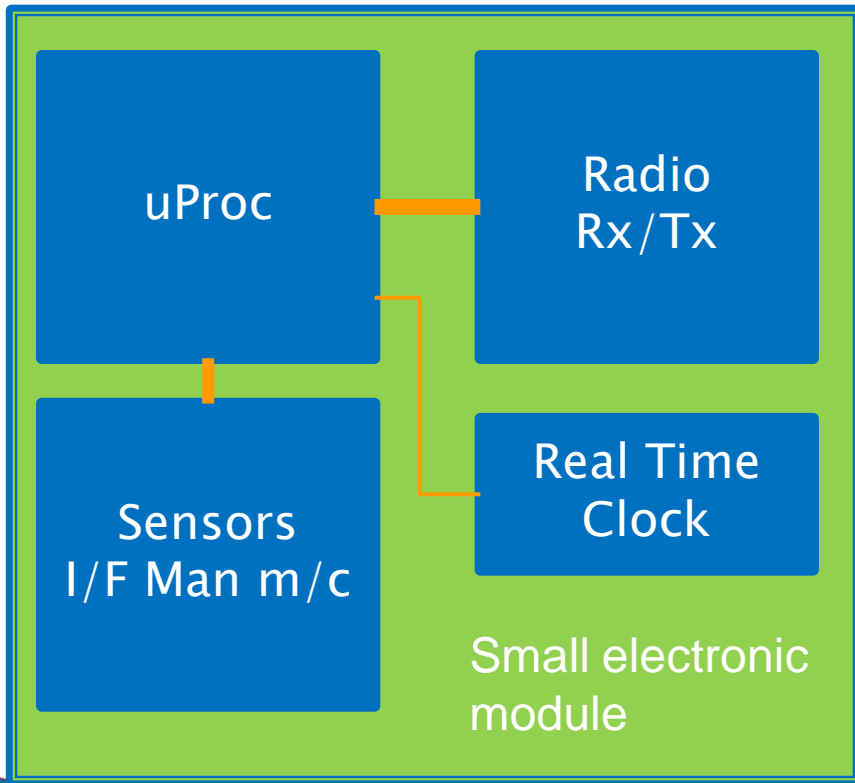 uProc
Radio
Rx/Tx
Sensors
I/F Man m/c
Real Time
Clock
Small electronic
module